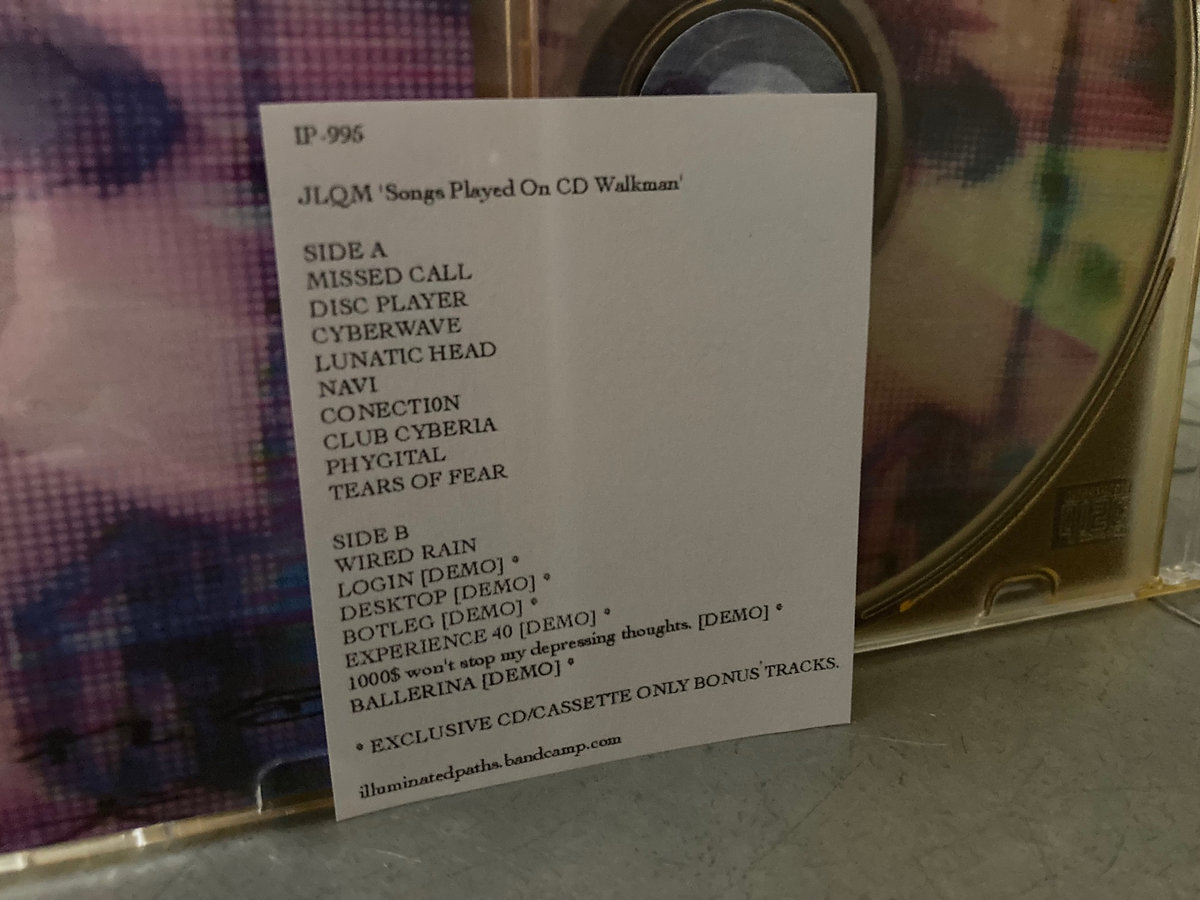 IP-995
JLQM 'Songs Played On CD Walkman'
SIDE A
MISSED CALL
DISC PLAYER
CYBERWAVE
LUNATIC HEAD
NAVI
CONECTI0N
CLUB CYBERIA
PHYGITAL
TEARS OF FEAR
SIDE B
WIRED RAIN
LOGIN [DEMO] *
DESKTOP [DEMO] *
BOTLEG [DEMO] *
EXPERIENCE 40 [DEMO] *
1000$ won't stop my depressing thoughts. [DEMO] *
BALLERINA [DEMO] *
* EXCLUSIVE CD/CASSETTE ONLY BONUS TRACKS.
illuminatedpaths.bandcamp.com